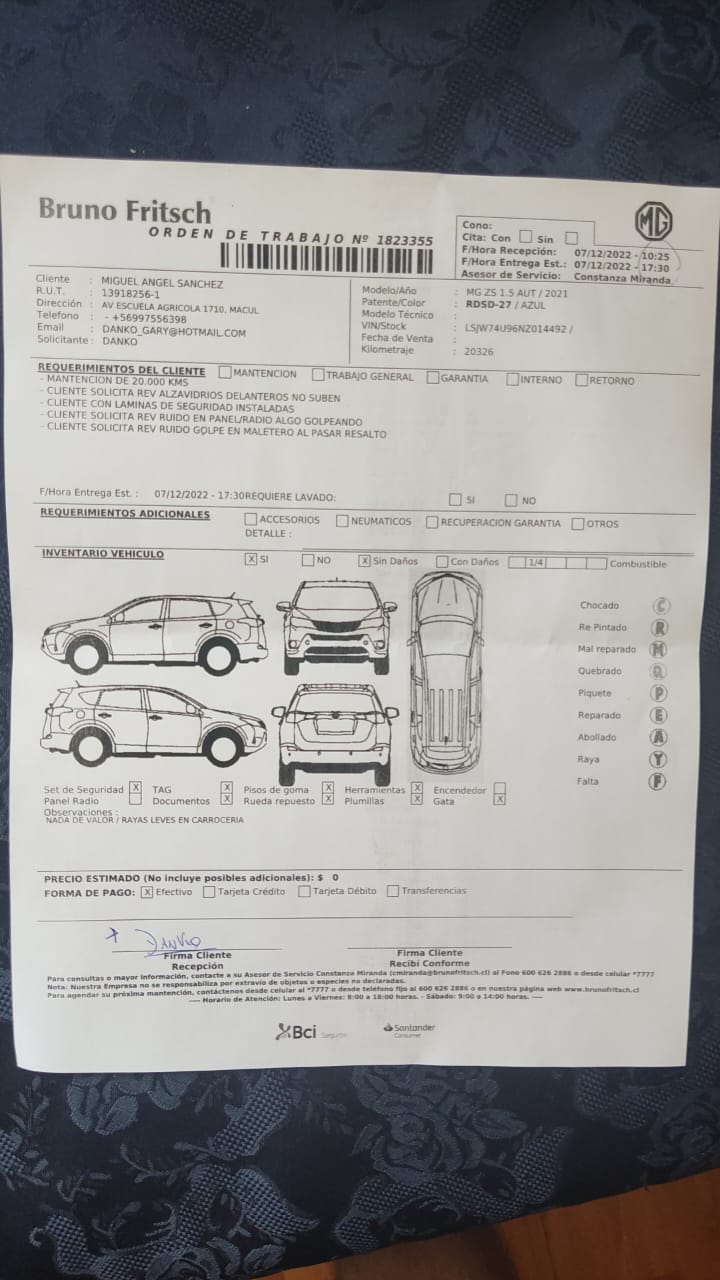 Bruno Fritsch
ORDEN DE TRABAJO Nº 1823355
MG
Cono:
Cita: Con Sin
F/Hora Recepción: 07/12/2022 - 10:25
F/Hora Entrega Est.: 07/12/2022 - 17:30
Asesor de Servicio: Constanza Miranda
Cliente : MIGUEL ANGEL SANCHEZ
R.U.T. : 13918256-1
Dirección : AV ESCUELA AGRICOLA 1710, MACUL
Telefono : - +56997556398
Email : DANKO_GARY@HOTMAIL.COM
Solicitante : DANKO
Modelo/Año : MG ZS 1.5 AUT / 2021
Patente/Color : RDSD-27 / AZUL
Modelo Técnico :
VIN/Stock : LSJW74U96NZ014492 /
Fecha de Venta :
Kilometraje : 20326
REQUERIMIENTOS DEL CLIENTE MANTENCION TRABAJO GENERAL GARANTIA INTERNO RETORNO
- MANTENCION DE 20.000 KMS
- CLIENTE SOLICITA REV ALZAVIDRIOS DELANTEROS NO SUBEN
- CLIENTE CON LAMINAS DE SEGURIDAD INSTALADAS
- CLIENTE SOLICITA REV RUIDO EN PANEL/RADIO ALGO GOLPEANDO
- CLIENTE SOLICITA REV RUIDO GOLPE EN MALETERO AL PASAR RESALTO
F/Hora Entrega Est. : 07/12/2022 - 17:30REQUIERE LAVADO: SI NO
REQUERIMIENTOS ADICIONALES ACCESORIOS NEUMATICOS RECUPERACION GARANTIA OTROS
DETALLE :
INVENTARIO VEHICULO X SI NO X Sin Daños Con Daños 1/4 Combustible
Chocado C
Re Pintado R
Mal reparado M
Quebrado Q
Piquete P
Reparado E
Abollado A
Raya Y
Falta F
Set de Seguridad X TAG X Pisos de goma X Herramientas X Encendedor
Panel Radio Documentos X Rueda repuesto X Plumillas X Gata X
Observaciones :
NADA DE VALOR / RAYAS LEVES EN CARROCERIA
PRECIO ESTIMADO (No incluye posibles adicionales): $ 0
FORMA DE PAGO: X Efectivo Tarjeta Crédito Tarjeta Débito Transferencias
x DANKO
Firma Cliente
Recepción
Firma Cliente
Recibí Conforme
Para consultas o mayor información, contacte a su Asesor de Servicio Constanza Miranda (cmiranda@brunofritsch.cl) al Fono 600 626 2886 o desde celular *7777
Nota: Nuestra Empresa no se responsabiliza por extravio de objetos o especies no declaradas.
Para agendar su próxima mantención, contáctenos desde celular al *7777 o desde teléfono fijo al 600 626 2886 o en nuestra página web www.brunofritsch.cl
---- Horario de Atención: Lunes a Viernes: 8:00 a 18:00 horas. - Sábado: 9:00 a 14:00 horas. ----
Bci Seguros
Santander
Consumer